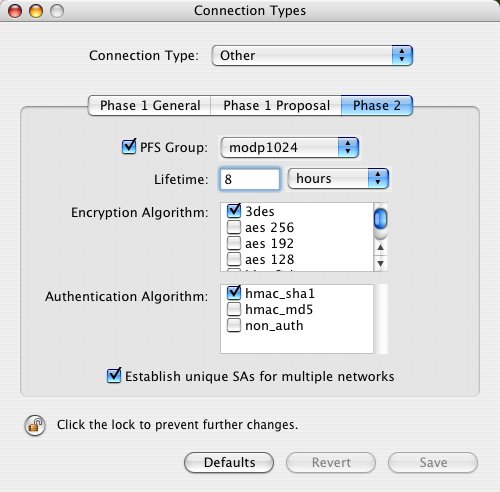 Connection Types
Connection Type: Other
Phase 1 General Phase 1 Proposal Phase 2
PFS Group: modp1024
Lifetime: 8 hours
Encryption Algorithm: 3des
aes 256
aes 192
aes 128
Authentication Algorithm: hmac_sha1
hmac_md5
non_auth
Establish unique SAs for multiple networks
Click the lock to prevent further changes.
Defaults Revert Save